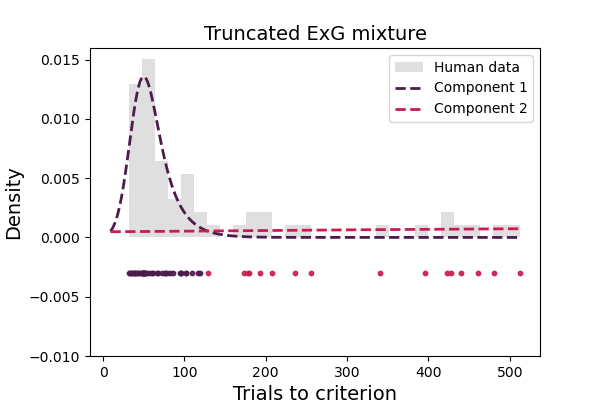 Truncated ExG mixture
Human data
Component 1
Component 2
Density
0.015
0.010
0.005
0.000
−0.005
−0.010
0 100 200 300 400 500
Trials to criterion